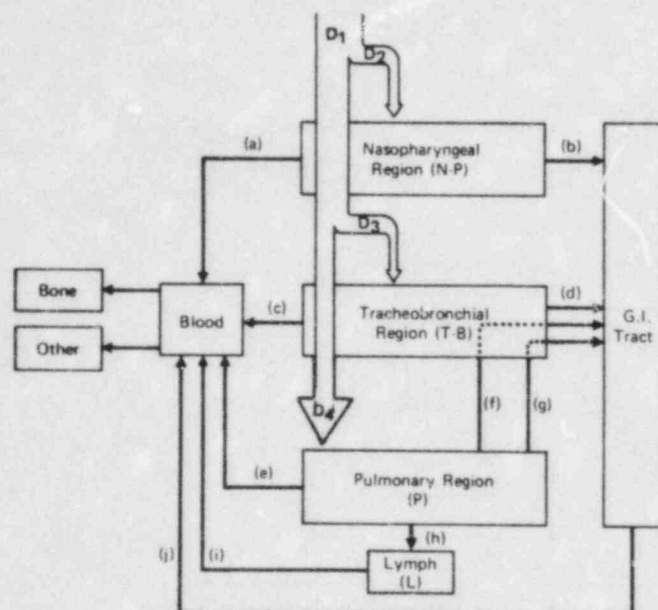 D1
D2
(a)
Nasopharyngeal
Region (N-P)
(b)
D3
Bone
Other
Blood
(c)
Tracheobronchial
Region (T-B)
(d)
G.I.
Tract
(f)
(g)
D4
(e)
Pulmonary Region
(P)
(h)
(j)
(i)
Lymph
(L)